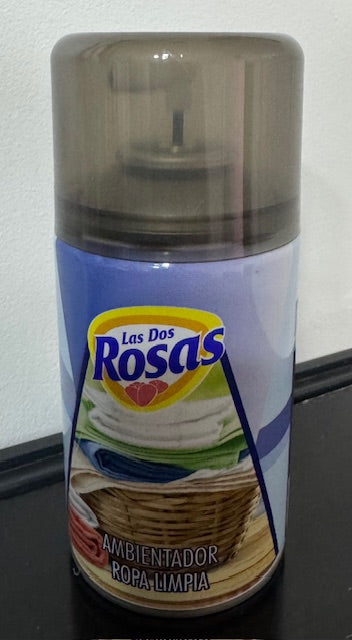 Las Dos
Rosas
AMBIENTADOR
ROPA LIMPIA